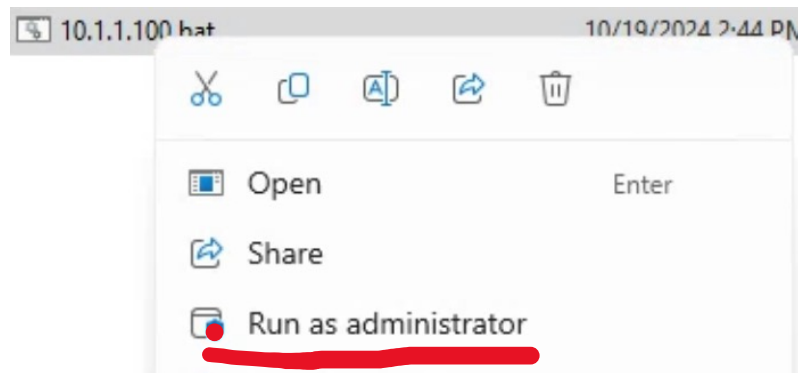 10.1.1.100.bat 10/19/2024 2:44 PM
Open Enter
Share
Run as administrator